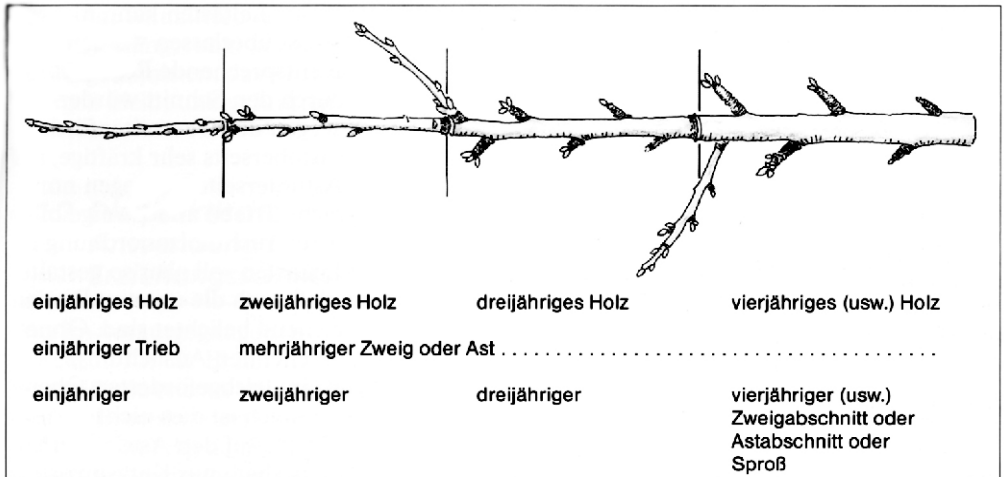 einjähriges Holz zweijähriges Holz dreijähriges Holz vierjähriges (usw.) Holz
einjähriger Trieb mehrjähriger Zweig oder Ast . . . . . . . . . . . . . . . . . . . . . . . . . . . . . . . . . . . . . .
einjähriger zweijähriger dreijähriger vierjähriger (usw.)
Zweigabschnitt oder
Astabschnitt oder
Sproß